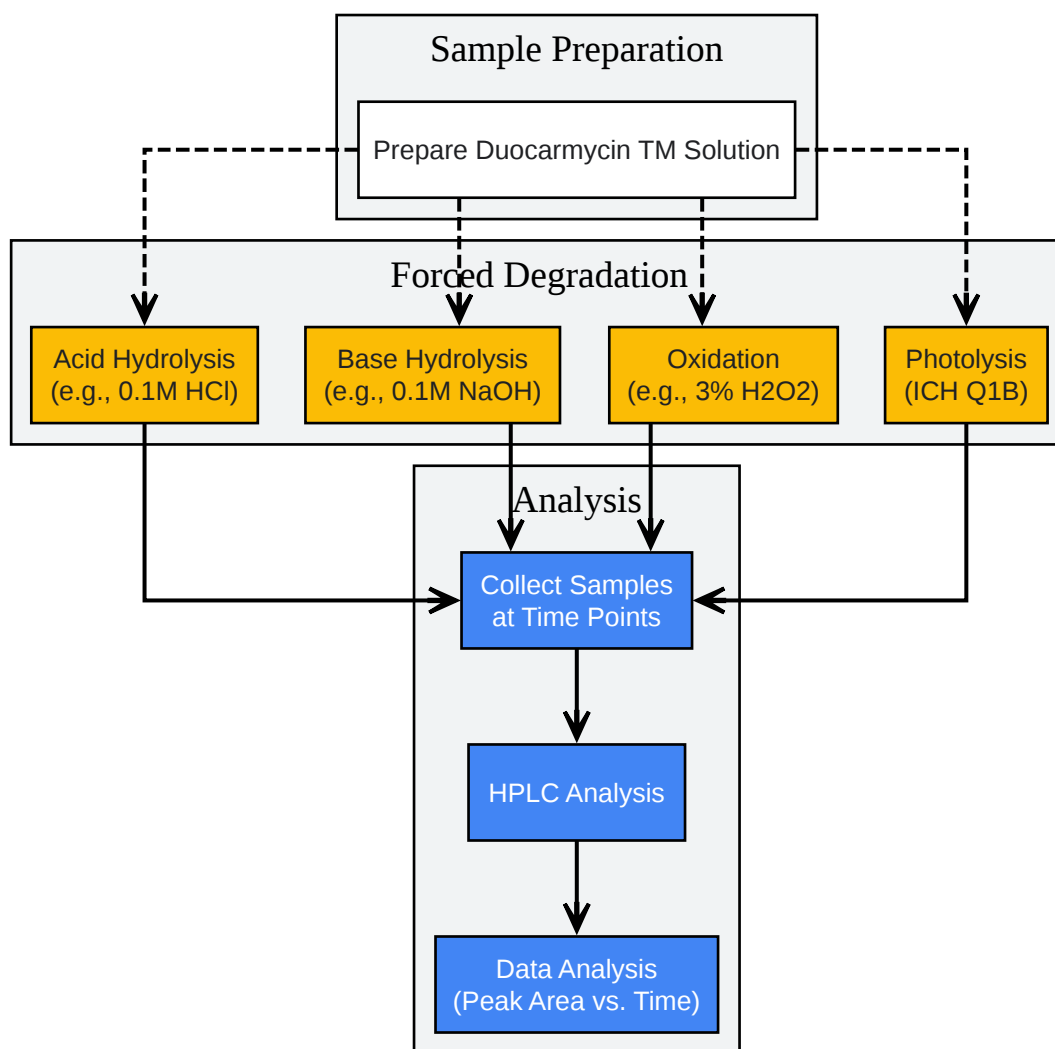 Sample Preparation
Prepare Duocarmycin TM Solution
Forced Degradation
Acid Hydrolysis
(e.g., 0.1M HCl)
Base Hydrolysis
(e.g., 0.1M NaOH)
Oxidation
(e.g., 3% H2O2)
Photolysis
(ICH Q1B)
Analysis
Collect Samples
at Time Points
HPLC Analysis
Data Analysis
(Peak Area vs. Time)